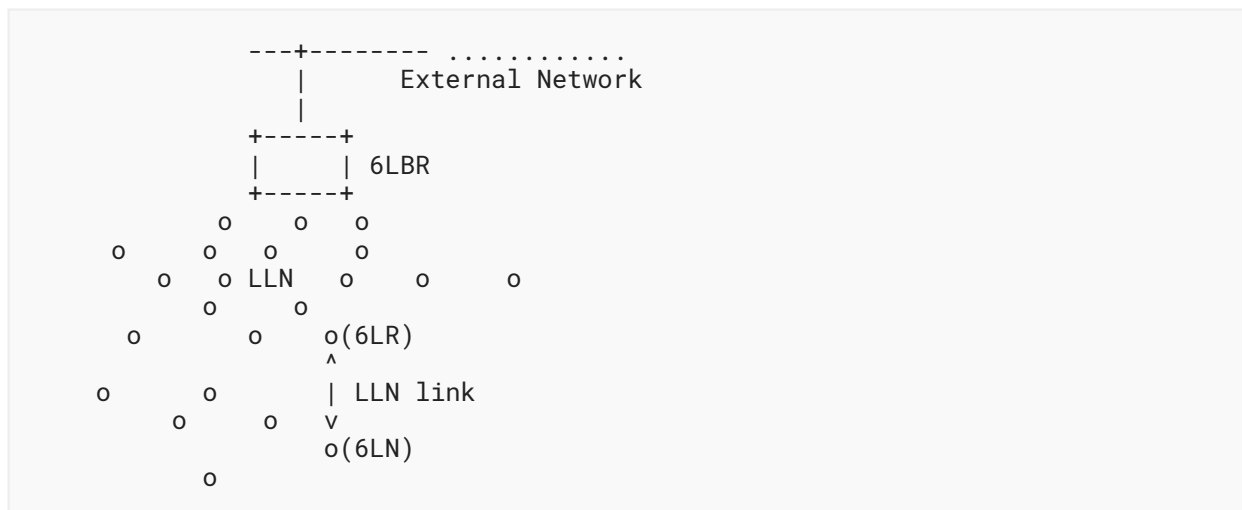 ---+-------- ............
|      External Network
|
+-----+
|     | 6LBR
+-----+
o    o   o
o     o   o     o
o   o LLN   o    o     o
o     o
o       o    o(6LR)
^
o      o       | LLN link
o     o   v
o(6LN)
o